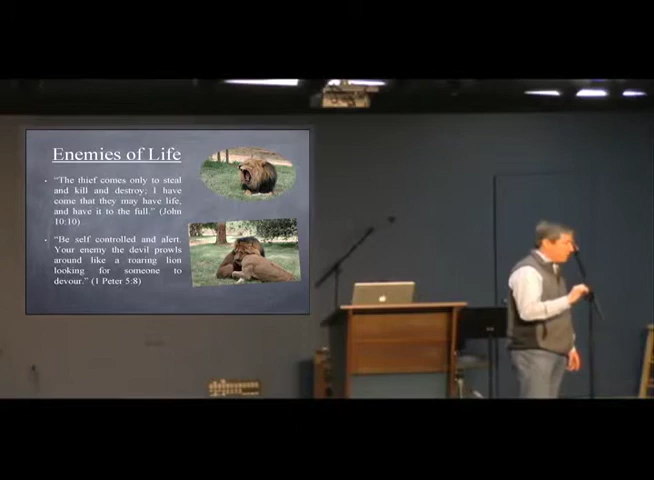 Enemies of Life
"The thief comes only to steal
and kill and destroy; I have
come that they may have life,
and have it to the full." (John
10:10)
"Be self controlled and alert.
Your enemy the devil prowls
around like a roaring lion
looking for someone to
devour." (1 Peter 5:8)